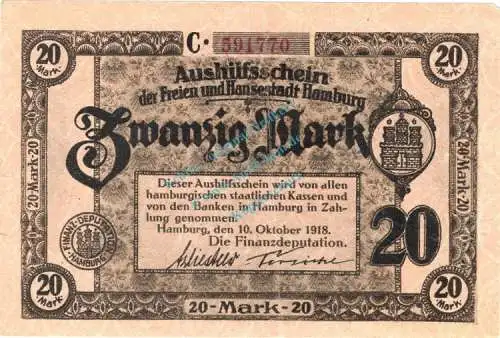 20
Mark
C· 591770
20
Mark
Aushilfsschein
der Freien und Hansestadt Hamburg
Zwanzig Mark
20-Mark-20
20-Mark-20
Dieser Aushilfsschein wird von allen
hamburgischen staatlichen Kassen und
von den Banken in Hamburg in Zah-
lung genommen.
Hamburg, den 10. Oktober 1918.
Die Finanzdeputation.
20
FINANZ-DEPUTATION
HAMBURG
20
Mark
20-Mark-20
20
Mark